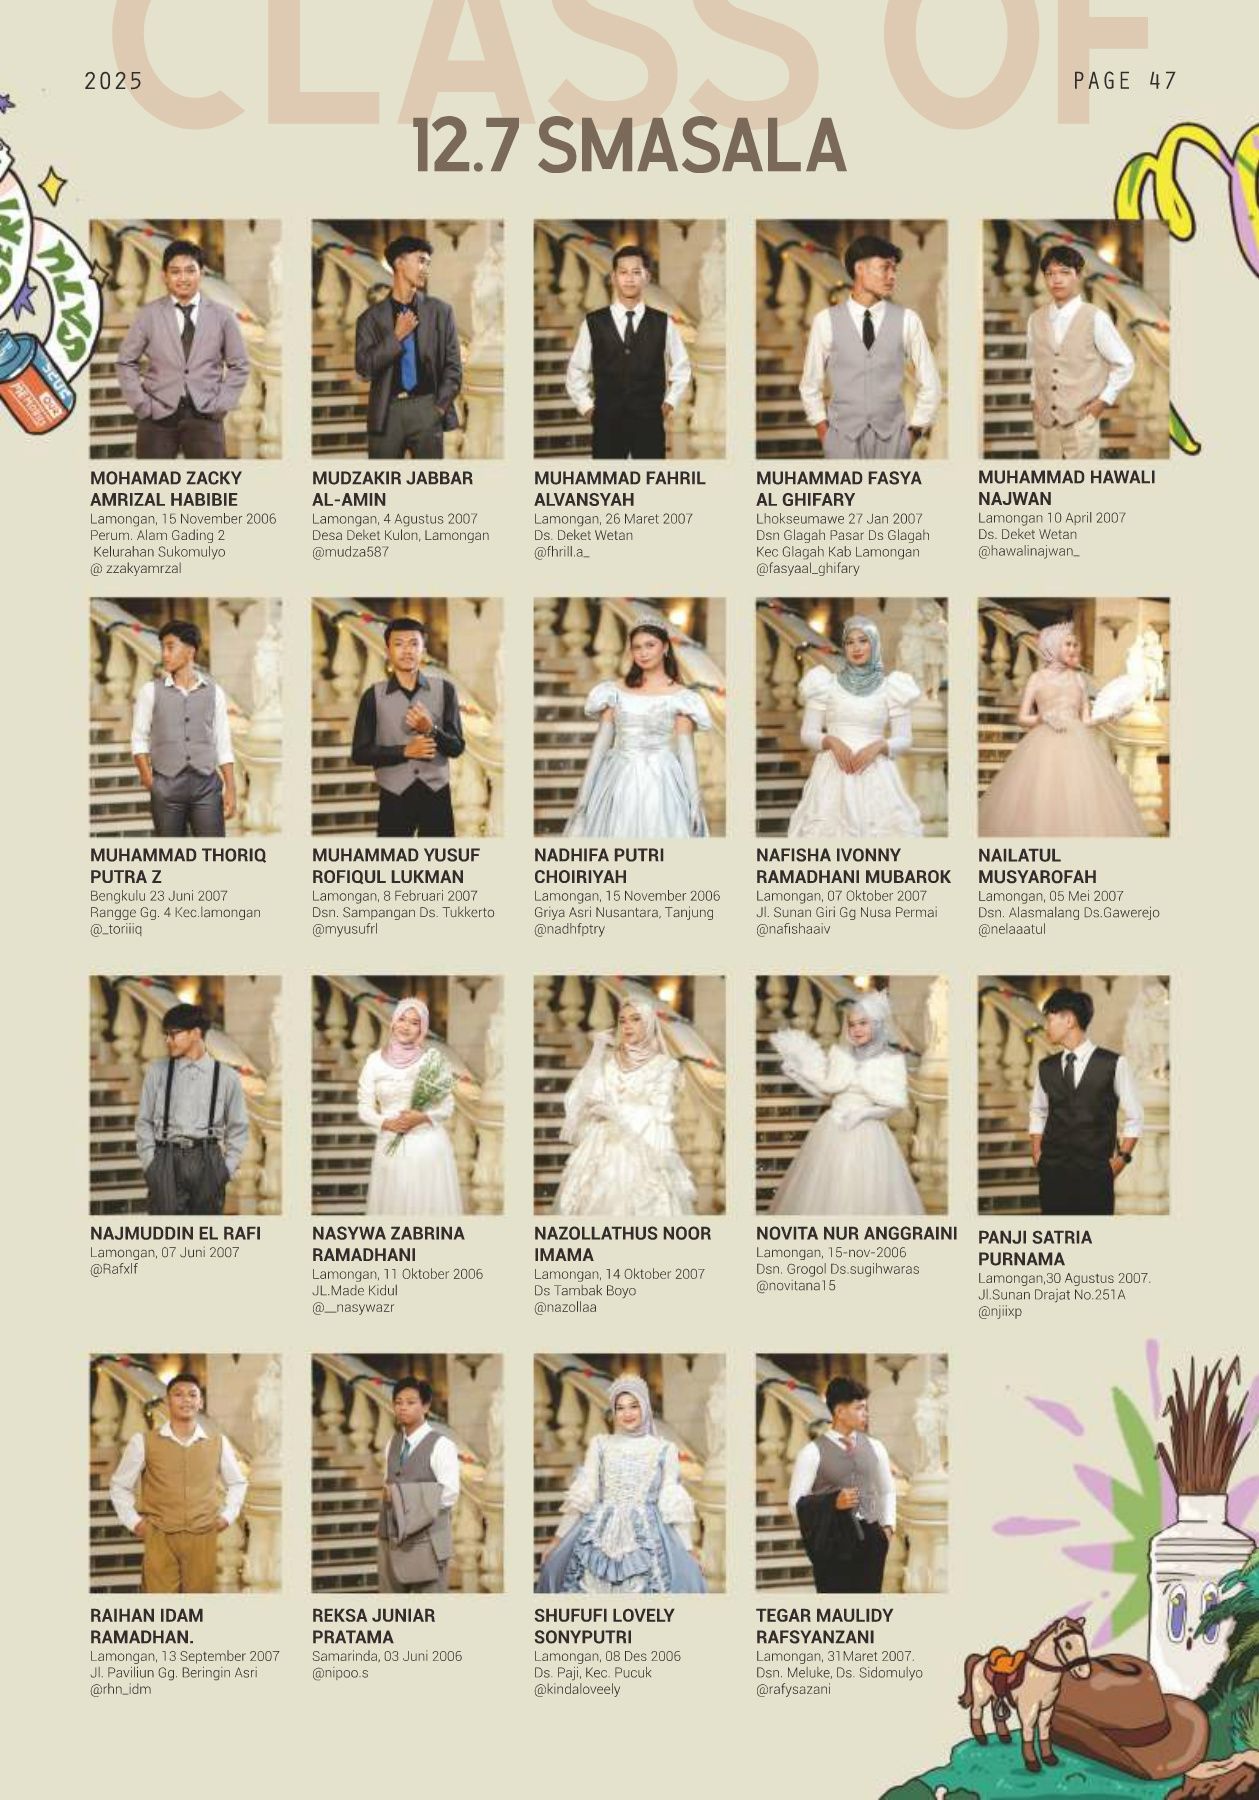 CLASS OF
2025
PAGE 47
12.7 SMASALA
MOHAMAD ZACKY
AMRIZAL HABIBIE
Lamongan, 15 November 2006
Perum. Alam Gading 2
Kelurahan Sukomulyo
@ zzakyamrzal
MUDZAKIR JABBAR
AL-AMIN
Lamongan, 4 Agustus 2007
Desa Deket Kulon, Lamongan
@mudza587
MUHAMMAD FAHRIL
ALVANSYAH
Lamongan, 26 Maret 2007
Ds. Deket Wetan
@fhrill.a_
MUHAMMAD FASYA
AL GHIFARY
Lhokseumawe 27 Jan 2007
Dsn Glagah Pasar Ds Glagah
Kec Glagah Kab Lamongan
@fasyaal_ghifary
MUHAMMAD HAWALI
NAJWAN
Lamongan 10 April 2007
Ds. Deket Wetan
@hawalinajwan_
MUHAMMAD THORIQ
PUTRA Z
Bengkulu 23 Juni 2007
Rangge Gg. 4 Kec.lamongan
@_toriiiq
MUHAMMAD YUSUF
ROFIQUL LUKMAN
Lamongan, 8 Februari 2007
Dsn. Sampangan Ds. Tukkerto
@myusufrl
NADHIFA PUTRI
CHOIRIYAH
Lamongan, 15 November 2006
Griya Asri Nusantara, Tanjung
@nadhfptry
NAFISHA IVONNY
RAMADHANI MUBAROK
Lamongan, 07 Oktober 2007
Jl. Sunan Giri Gg Nusa Permai
@nafishaaiv
NAILATUL
MUSYAROFAH
Lamongan, 05 Mei 2007
Dsn. Alasmalang Ds.Gawerejo
@nelaaatul
NAJMUDDIN EL RAFI
Lamongan, 07 Juni 2007
@Rafxlf
NASYWA ZABRINA
RAMADHANI
Lamongan, 11 Oktober 2006
JL.Made Kidul
@__nasywazr
NAZOLLATHUS NOOR
IMAMA
Lamongan, 14 Oktober 2007
Ds Tambak Boyo
@nazollaa
NOVITA NUR ANGGRAINI
Lamongan, 15-nov-2006
Dsn. Grogol Ds.sugihwaras
@novitana15
PANJI SATRIA
PURNAMA
Lamongan,30 Agustus 2007.
Jl.Sunan Drajat No.251A
@njiixp
RAIHAN IDAM
RAMADHAN.
Lamongan, 13 September 2007
Jl. Paviliun Gg. Beringin Asri
@rhn_idm
REKSA JUNIAR
PRATAMA
Samarinda, 03 Juni 2006
@nipoo.s
SHUFUFI LOVELY
SONYPUTRI
Lamongan, 08 Des 2006
Ds. Paji, Kec. Pucuk
@kindaloveely
TEGAR MAULIDY
RAFSYANZANI
Lamongan, 31Maret 2007.
Dsn. Meluke, Ds. Sidomulyo
@rafysazani